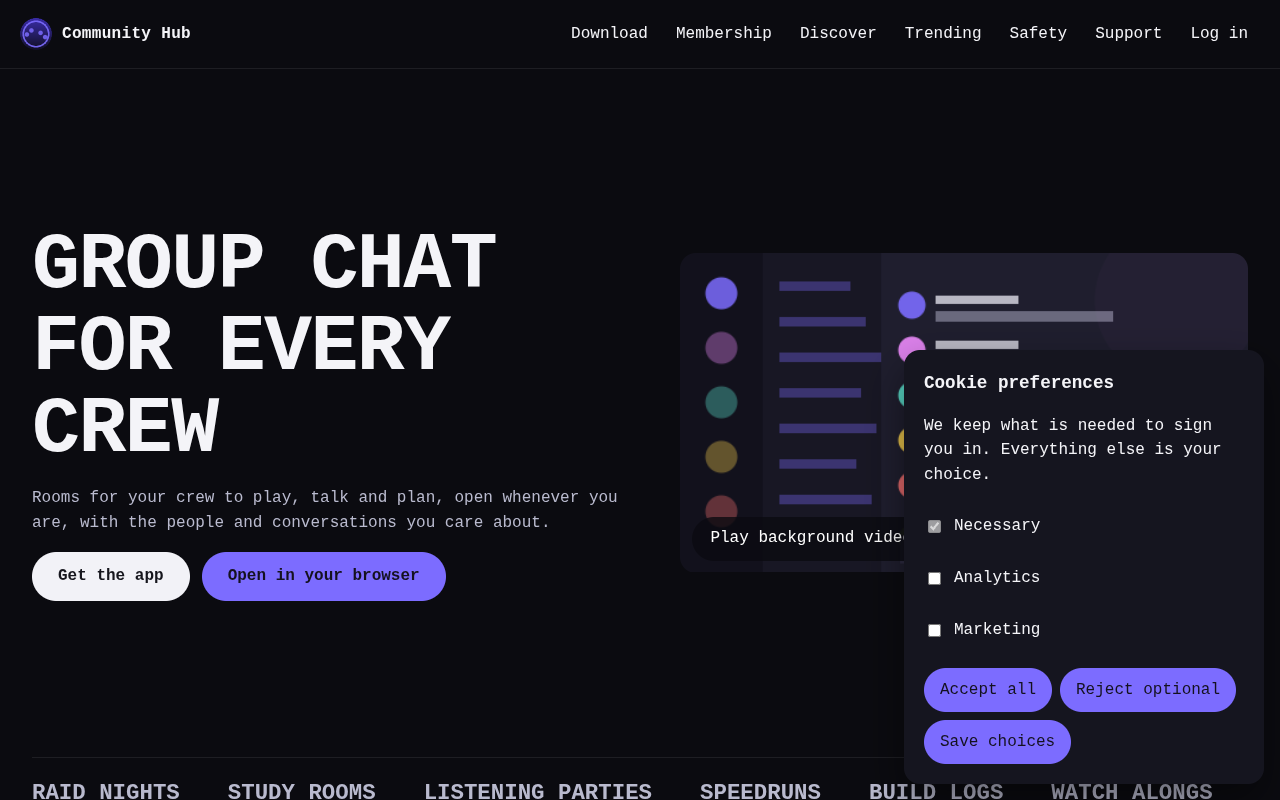 Community Hub
Download Membership Discover Trending Safety Support Log in
GROUP CHAT
FOR EVERY
CREW
Rooms for your crew to play, talk and plan, open whenever you
are, with the people and conversations you care about.
Get the app
Open in your browser
Play background video
Cookie preferences
We keep what is needed to sign
you in. Everything else is your
choice.
Necessary
Analytics
Marketing
Accept all
Reject optional
Save choices
RAID NIGHTS STUDY ROOMS LISTENING PARTIES SPEEDRUNS BUILD LOGS WATCH ALONGS